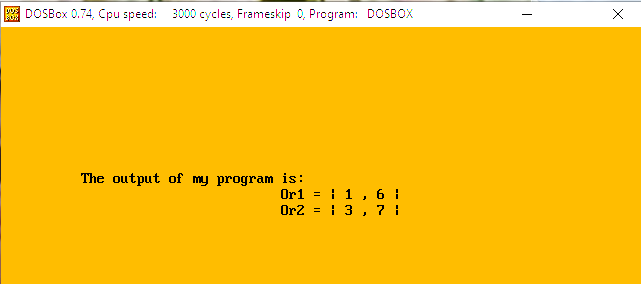 DOSBox 0.74, Cpu speed: 3000 cycles, Frameskip 0, Program: DOSBOX
The output of my program is:
Or1 = ¦ 1 , 6 ¦
Or2 = ¦ 3 , 7 ¦